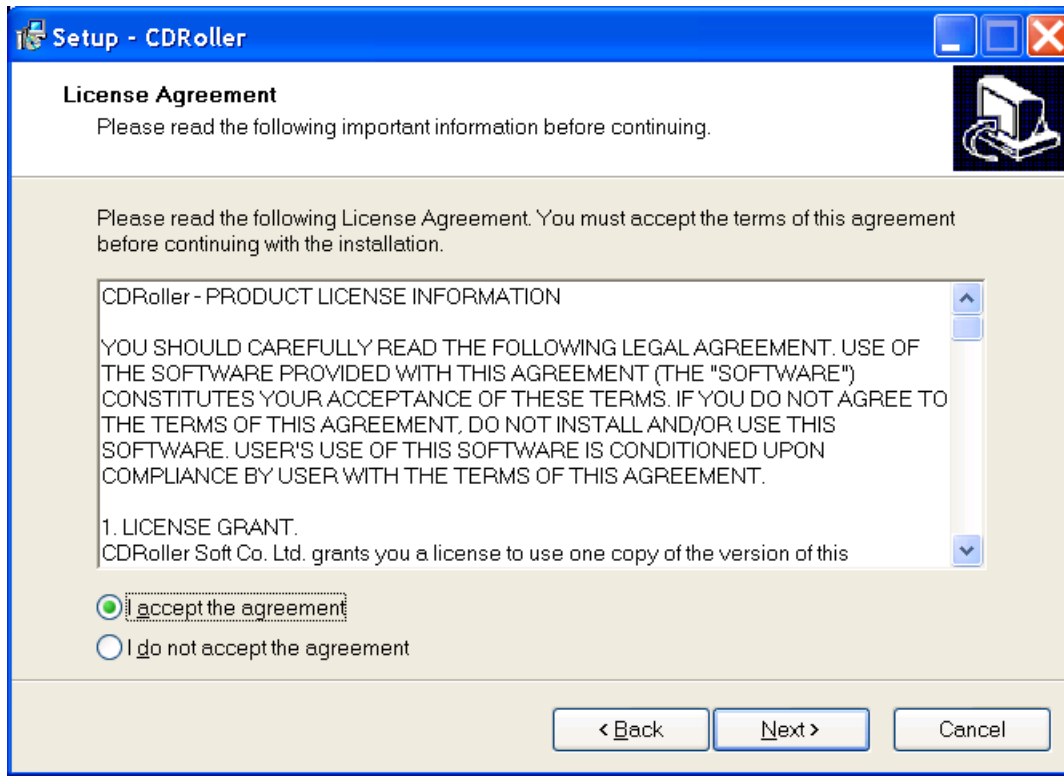 Setup - CDRoller
License Agreement
Please read the following important information before continuing.
Please read the following License Agreement. You must accept the terms of this agreement
before continuing with the installation.
CDRoller - PRODUCT LICENSE INFORMATION
YOU SHOULD CAREFULLY READ THE FOLLOWING LEGAL AGREEMENT. USE OF
THE SOFTWARE PROVIDED WITH THIS AGREEMENT (THE "SOFTWARE")
CONSTITUTES YOUR ACCEPTANCE OF THESE TERMS. IF YOU DO NOT AGREE TO
THE TERMS OF THIS AGREEMENT, DO NOT INSTALL AND/OR USE THIS
SOFTWARE. USER'S USE OF THIS SOFTWARE IS CONDITIONED UPON
COMPLIANCE BY USER WITH THE TERMS OF THIS AGREEMENT.
1. LICENSE GRANT.
CDRoller Soft Co. Ltd. grants you a license to use one copy of the version of this
I accept the agreement
I do not accept the agreement
< Back
Next >
Cancel